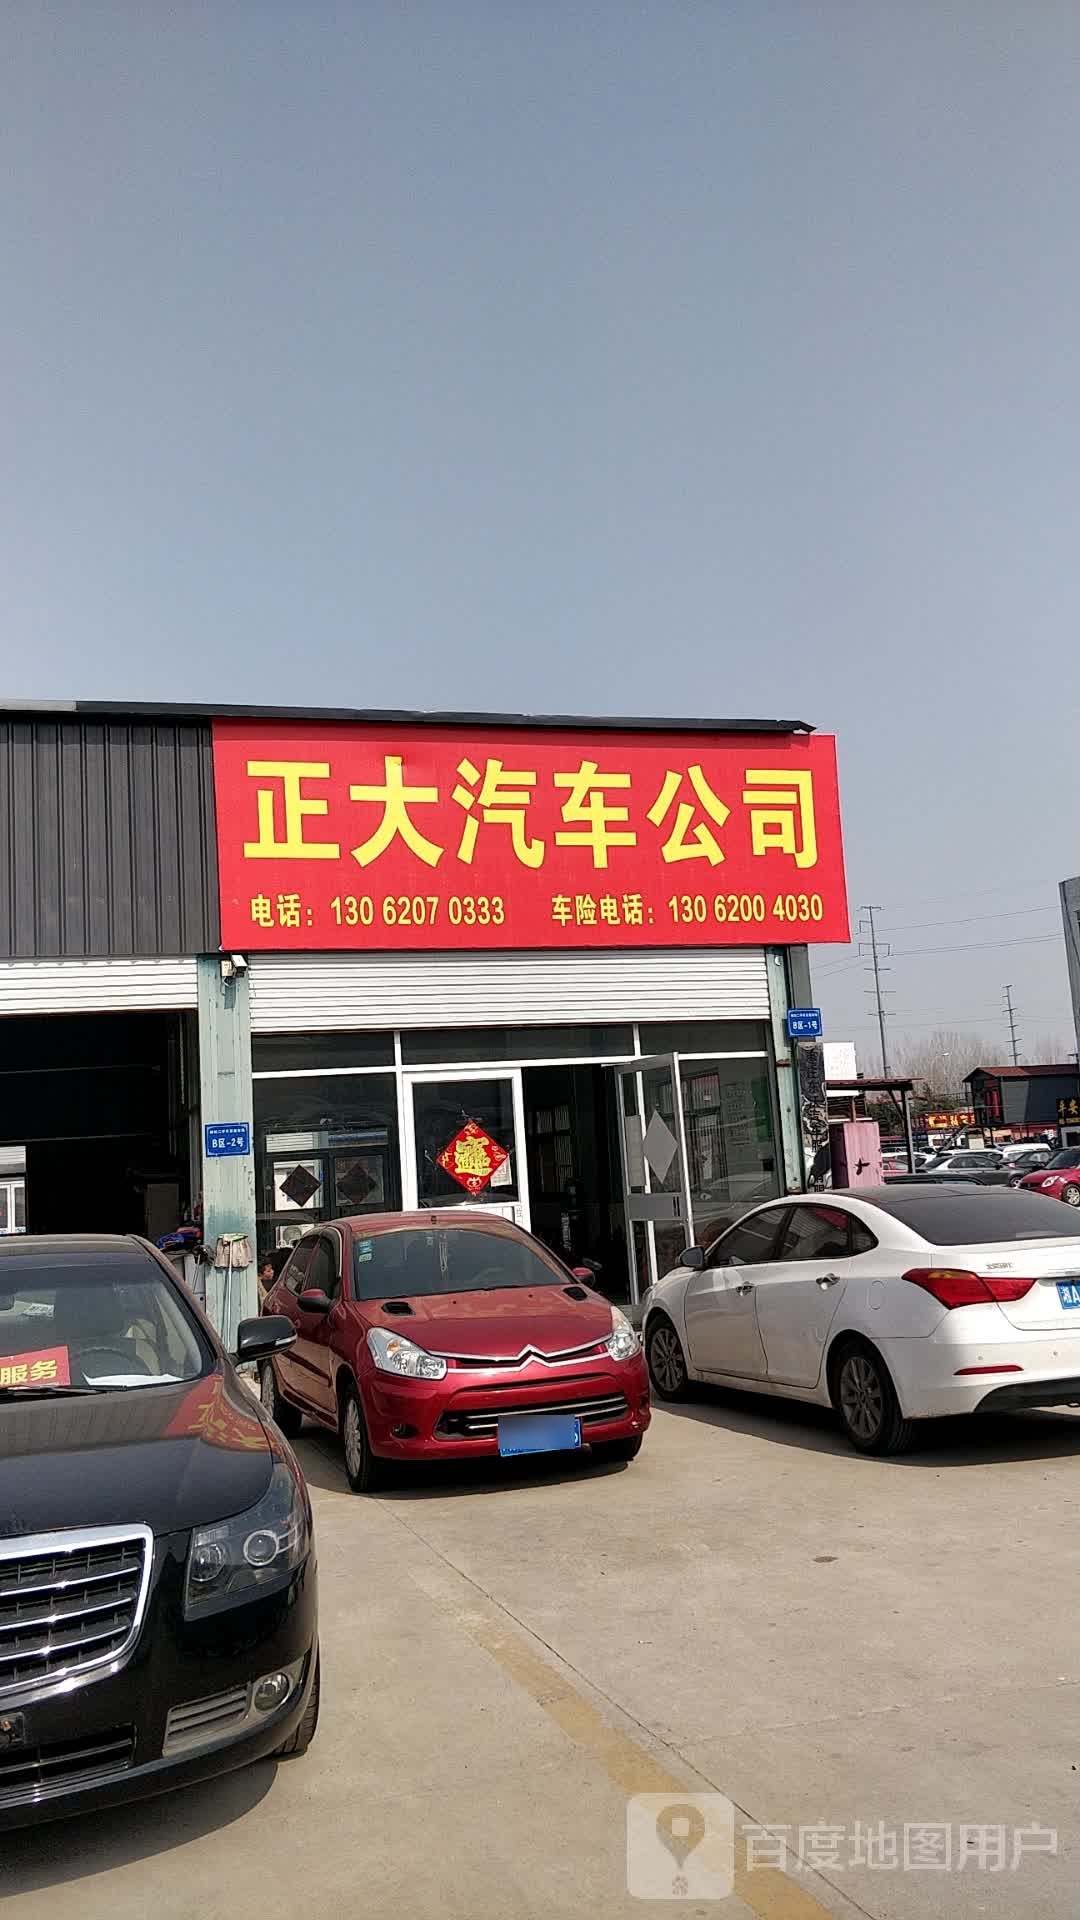 正大汽车公司
电话：130 6207 0333 车险电话：130 6200 4030
B区-1号
B区-2号
服务
百度地图用户